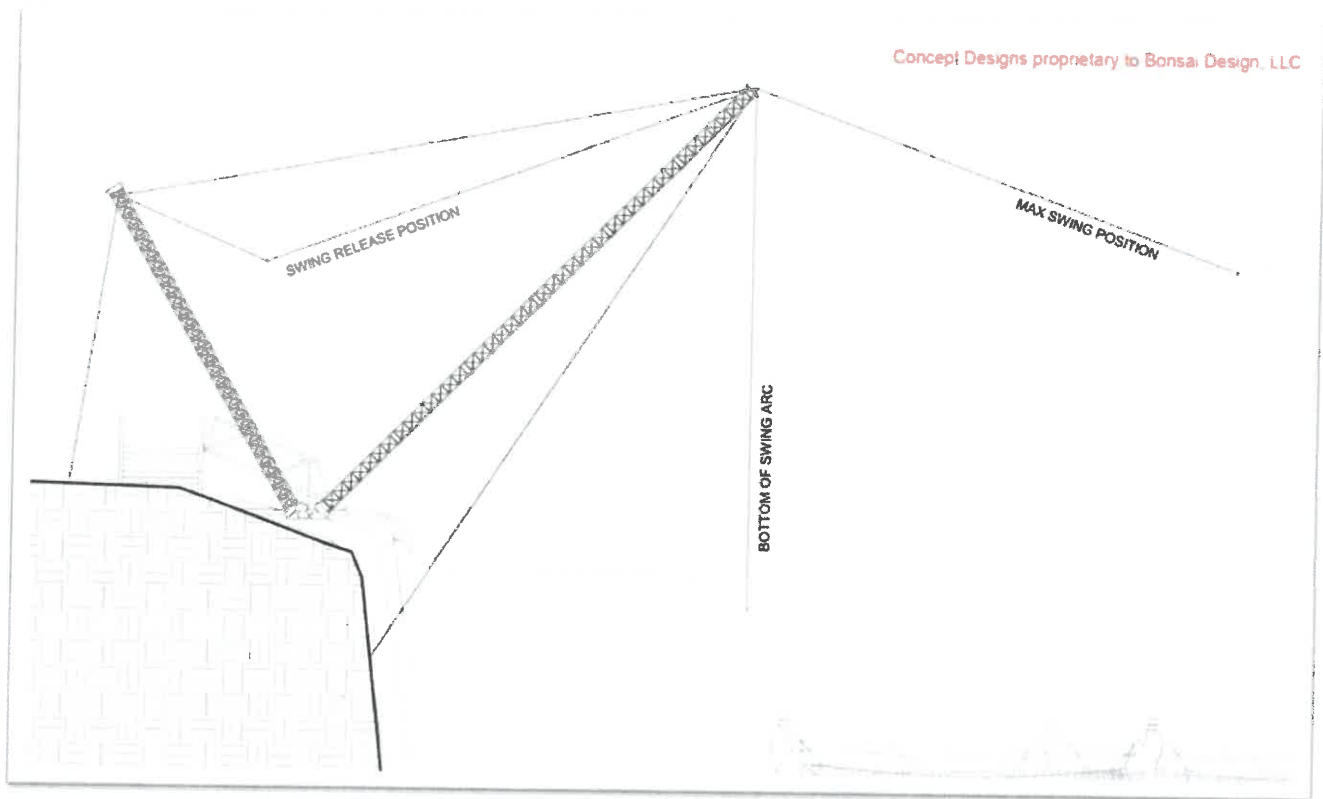 Concept Designs proprietary to Bonsai Design, LLC
SWING RELEASE POSITION
MAX SWING POSITION
BOTTOM OF SWING ARC